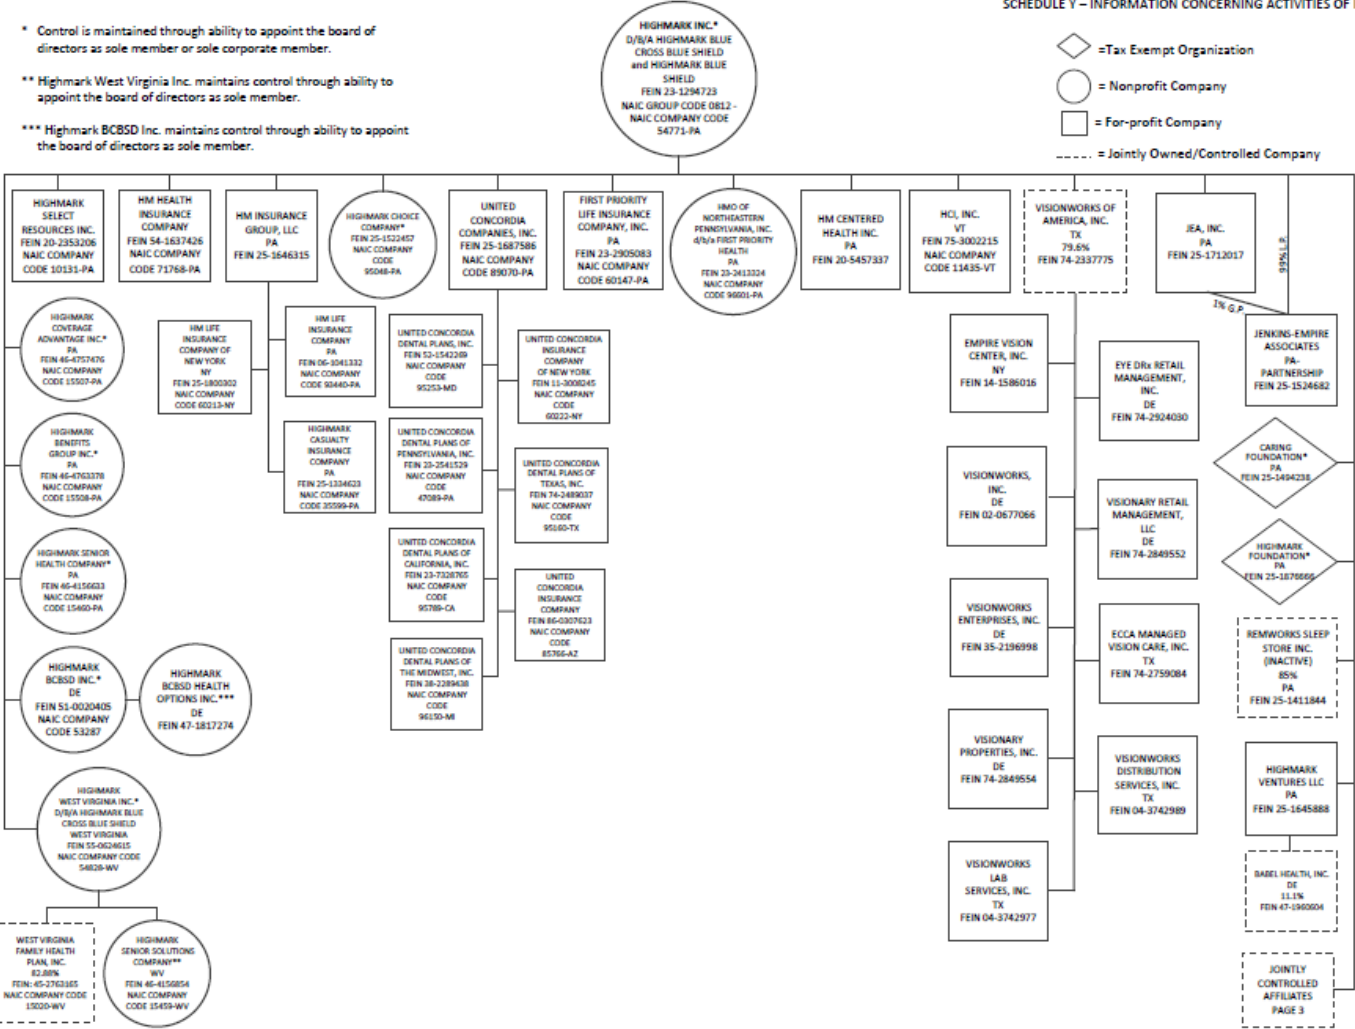 SCHEDULE Y – INFORMATION CONCERNING ACTIVITIES OF
* Control is maintained through ability to appoint the board of
directors as sole member or sole corporate member.
** Highmark West Virginia Inc. maintains control through ability to
appoint the board of directors as sole member.
*** Highmark BCBSD Inc. maintains control through ability to appoint
the board of directors as sole member.
HIGHMARK INC.*
D/B/A HIGHMARK BLUE
CROSS BLUE SHIELD
and HIGHMARK BLUE
SHIELD
FEIN 23-1294723
NAIC GROUP CODE 0812 -
NAIC COMPANY CODE
54771-PA
=Tax Exempt Organization
= Nonprofit Company
= For-profit Company
= Jointly Owned/Controlled Company
HIGHMARK
SELECT
RESOURCES INC.
FEIN 20-2353206
NAIC COMPANY
CODE 10131-PA
HM HEALTH
INSURANCE
COMPANY
FEIN 54-1637426
NAIC COMPANY
CODE 71768-PA
HM INSURANCE
GROUP, LLC
PA
FEIN 25-1646315
HIGHMARK CHOICE
COMPANY*
FEIN 25-1522457
NAIC COMPANY
CODE
95048-PA
UNITED
CONCORDIA
COMPANIES, INC.
FEIN 25-1687586
NAIC COMPANY
CODE 89070-PA
FIRST PRIORITY
LIFE INSURANCE
COMPANY, INC.
PA
FEIN 23-2905083
NAIC COMPANY
CODE 60147-PA
HMO OF
NORTHEASTERN
PENNSYLVANIA, INC.
d/b/a FIRST PRIORITY
HEALTH
PA
FEIN 23-2413324
NAIC COMPANY
CODE 96601-PA
HM CENTERED
HEALTH INC.
PA
FEIN 20-5457337
HCI, INC.
VT
FEIN 75-3002215
NAIC COMPANY
CODE 11435-VT
VISIONWORKS OF
AMERICA, INC.
TX
79.6%
FEIN 74-2337775
JEA, INC.
PA
FEIN 25-1712017
99% L.P.
1% G.P.
HIGHMARK
COVERAGE
ADVANTAGE INC.*
PA
FEIN 46-4757476
NAIC COMPANY
CODE 15507-PA
HM LIFE
INSURANCE
COMPANY OF
NEW YORK
NY
FEIN 25-1800302
NAIC COMPANY
CODE 60213-NY
HM LIFE
INSURANCE
COMPANY
PA
FEIN 06-1041332
NAIC COMPANY
CODE 93440-PA
UNITED CONCORDIA
DENTAL PLANS, INC.
FEIN 52-1542269
NAIC COMPANY
CODE
95253-MD
UNITED CONCORDIA
INSURANCE
COMPANY
OF NEW YORK
FEIN 11-3008245
NAIC COMPANY
CODE
60222-NY
EMPIRE VISION
CENTER, INC.
NY
FEIN 14-1586016
EYE DRx RETAIL
MANAGEMENT,
INC.
DE
FEIN 74-2924030
JENKINS-EMPIRE
ASSOCIATES
PA-
PARTNERSHIP
FEIN 25-1524682
HIGHMARK
BENEFITS
GROUP INC.*
PA
FEIN 46-4763378
NAIC COMPANY
CODE 15508-PA
HIGHMARK
CASUALTY
INSURANCE
COMPANY
PA
FEIN 25-1334623
NAIC COMPANY
CODE 35599-PA
UNITED CONCORDIA
DENTAL PLANS OF
PENNSYLVANIA, INC.
FEIN 23-2541529
NAIC COMPANY
CODE
47089-PA
UNITED CONCORDIA
DENTAL PLANS OF
TEXAS, INC.
FEIN 74-2489037
NAIC COMPANY
CODE
95160-TX
VISIONWORKS,
INC.
DE
FEIN 02-0677066
VISIONARY RETAIL
MANAGEMENT,
LLC
DE
FEIN 74-2849552
CARING
FOUNDATION*
PA
FEIN 25-1494238
HIGHMARK SENIOR
HEALTH COMPANY*
PA
FEIN 46-4156633
NAIC COMPANY
CODE 15460-PA
UNITED CONCORDIA
DENTAL PLANS OF
CALIFORNIA, INC.
FEIN 23-7328765
NAIC COMPANY
CODE
95789-CA
UNITED
CONCORDIA
INSURANCE
COMPANY
FEIN 86-0307623
NAIC COMPANY
CODE
85766-AZ
VISIONWORKS
ENTERPRISES, INC.
DE
FEIN 35-2196998
ECCA MANAGED
VISION CARE, INC.
TX
FEIN 74-2759084
HIGHMARK
FOUNDATION*
PA
FEIN 25-1876666
HIGHMARK
BCBSD INC.*
DE
FEIN 51-0020405
NAIC COMPANY
CODE 53287
HIGHMARK
BCBSD HEALTH
OPTIONS INC.***
DE
FEIN 47-1817274
UNITED CONCORDIA
DENTAL PLANS OF
THE MIDWEST, INC.
FEIN 38-2289438
NAIC COMPANY
CODE
96150-MI
REMWORKS SLEEP
STORE INC.
(INACTIVE)
85%
PA
FEIN 25-1411844
VISIONARY
PROPERTIES, INC.
DE
FEIN 74-2849554
VISIONWORKS
DISTRIBUTION
SERVICES, INC.
TX
FEIN 04-3742989
HIGHMARK
VENTURES LLC
PA
FEIN 25-1645888
HIGHMARK
WEST VIRGINIA INC.*
D/B/A HIGHMARK BLUE
CROSS BLUE SHIELD
WEST VIRGINIA
FEIN 55-0624615
NAIC COMPANY CODE
54828-WV
VISIONWORKS
LAB
SERVICES, INC.
TX
FEIN 04-3742977
BABEL HEALTH, INC.
DE
11.1%
FEIN 47-1960604
WEST VIRGINIA
FAMILY HEALTH
PLAN, INC.
82.88%
FEIN: 45-2763165
NAIC COMPANY CODE
15020-WV
HIGHMARK
SENIOR SOLUTIONS
COMPANY**
WV
FEIN 46-4156854
NAIC COMPANY
CODE 15459-WV
JOINTLY
CONTROLLED
AFFILIATES
PAGE 3